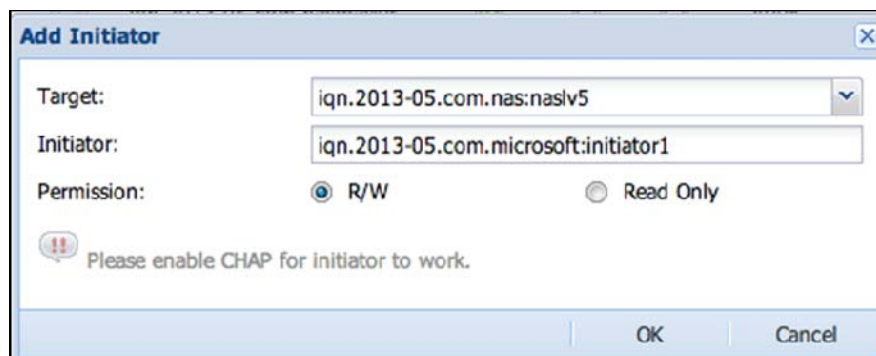 Add Initiator
Target: iqn.2013-05.com.nas:naslv5
Initiator: iqn.2013-05.com.microsoft:initiator1
Permission: R/W Read Only
!! Please enable CHAP for initiator to work.
OK Cancel